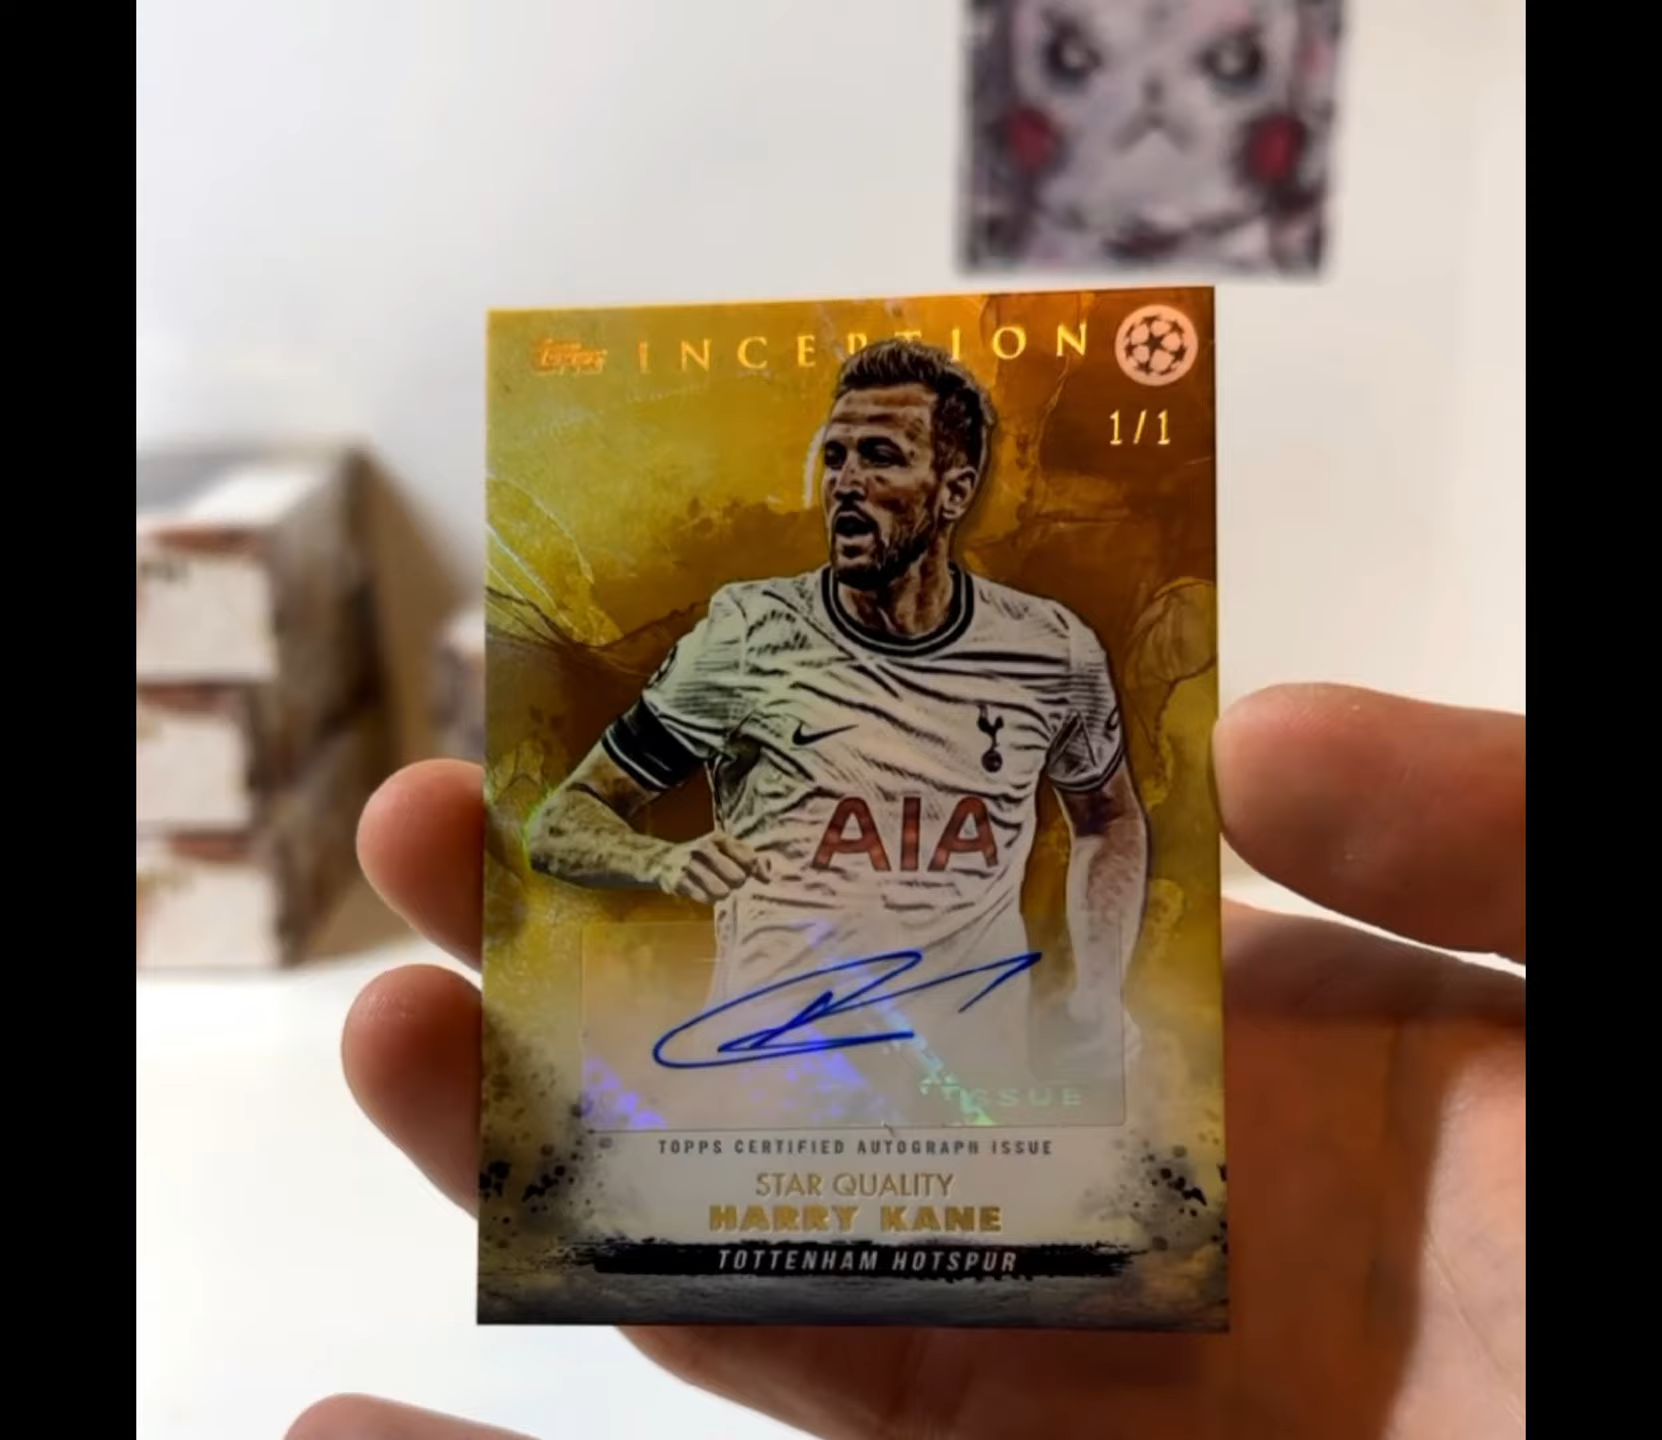 Topps INCEPTION
1/1
AIA
ISSUE
TOPPS CERTIFIED AUTOGRAPH ISSUE
STAR QUALITY
HARRY KANE
TOTTENHAM HOTSPUR